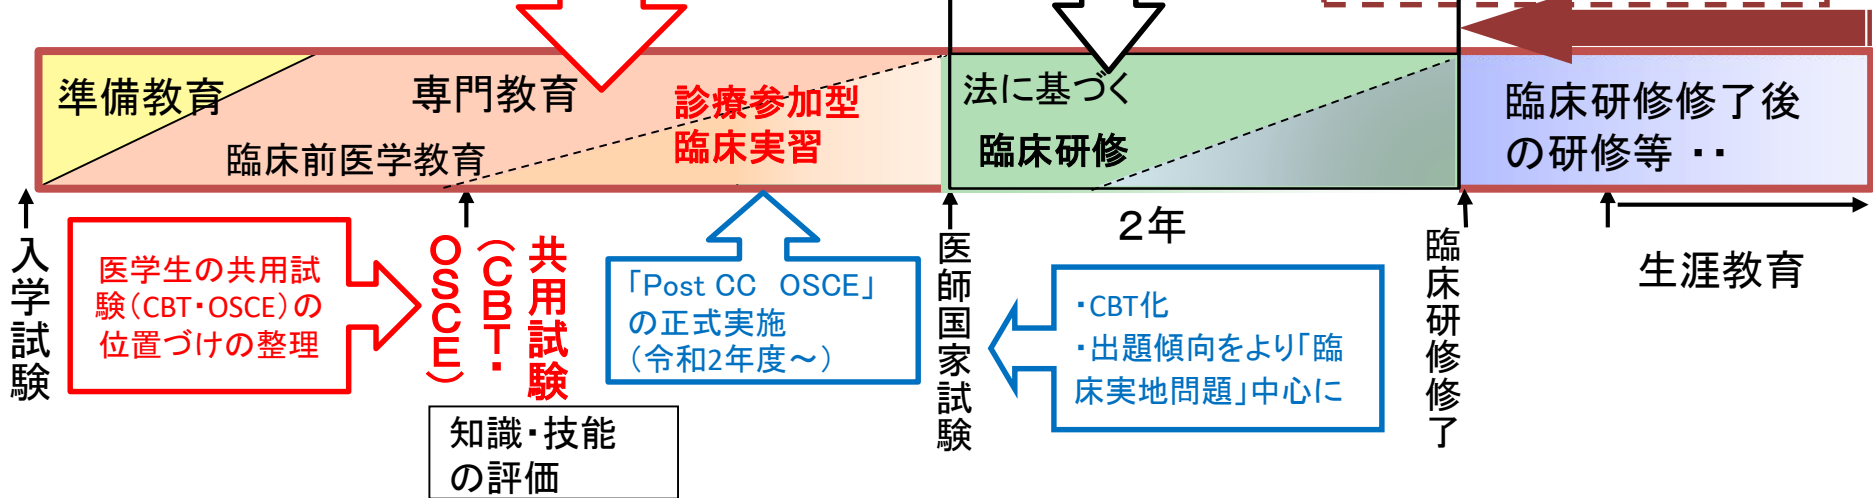 準備教育
専門教育
臨床前医学教育
診療参加型
臨床実習
法に基づく
臨床研修
臨床研修修了後
の研修等 ・・
入学試験
医学生の共用試
験（CBT・OSCE）の
位置づけの整理
共用試験
（CBT・
OSCE）
知識・技能
の評価
「Post CC　OSCE」
の正式実施
（令和2年度～）
医師国家試験
２年
・CBT化
・出題傾向をより「臨
床実地問題」中心に
臨床研修修了
生涯教育